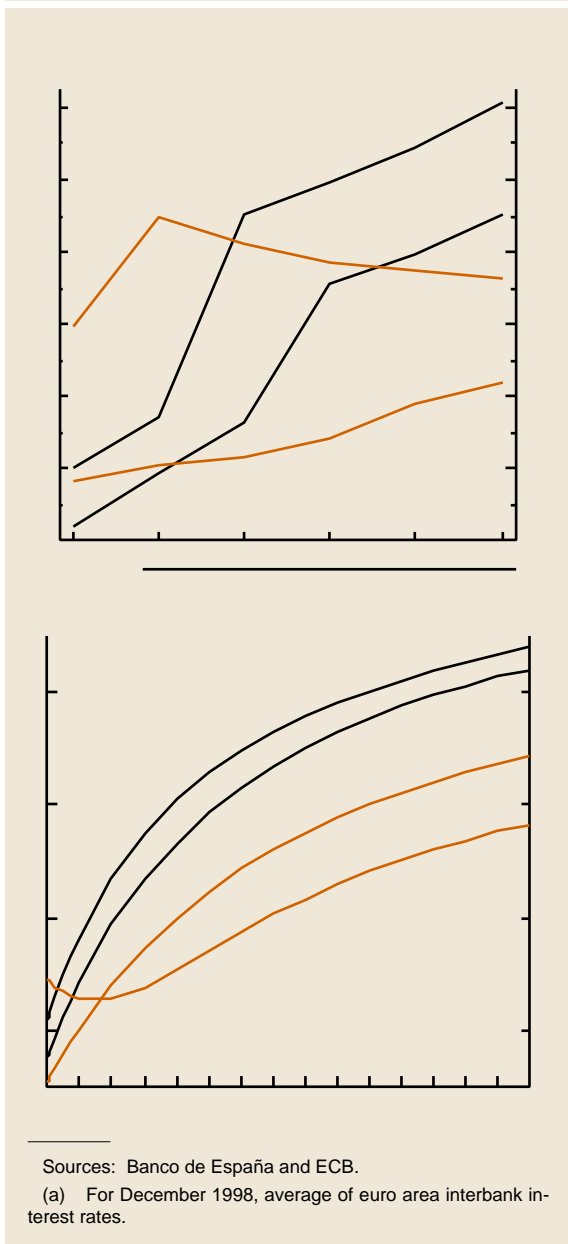 Sources: Banco de España and ECB.
(a) For December 1998, average of euro area interbank in-
terest rates.